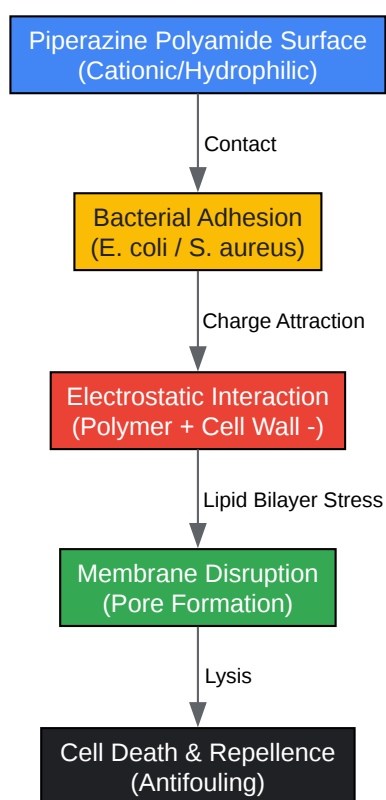 Piperazine Polyamide Surface
(Cationic/Hydrophilic)
Contact
Bacterial Adhesion
(E. coli / S. aureus)
Charge Attraction
Electrostatic Interaction
(Polymer + Cell Wall -)
Lipid Bilayer Stress
Membrane Disruption
(Pore Formation)
Lysis
Cell Death & Repellence
(Antifouling)